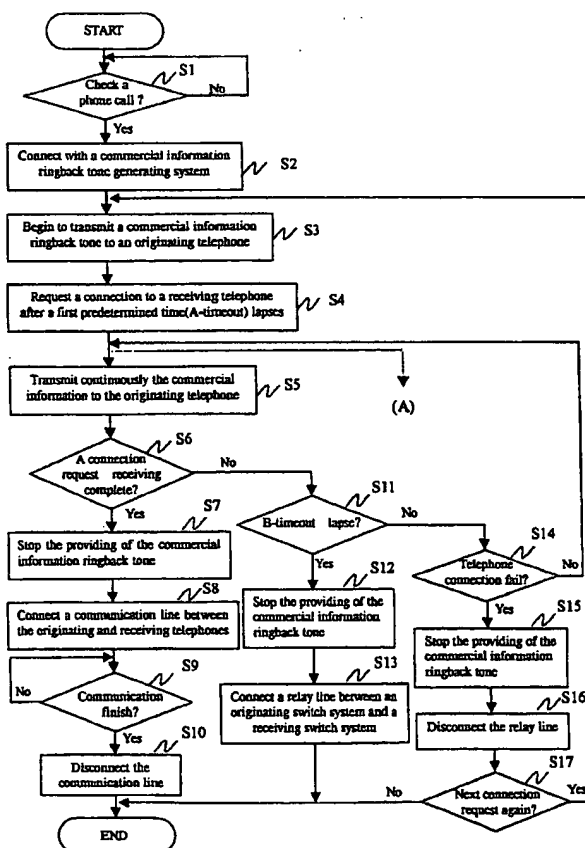 START
S1
Check a
phone call ?
No
Yes
Connect with a commercial information
ringback tone generating system
S2
Begin to transmit a commercial information
ringback tone to an originating telephone
S3
Request a connection to a receiving telephone
after a first predetermined time(A-timeout) lapses
S4
Transmit continuously the commercial
information to the originating telephone
S5
(A)
S6
A connection
request receiving
complete?
No
Yes
S7
Stop the providing of the commercial
information ringback tone
S8
Connect a communication line between
the originating and receiving telephones
S9
No
Communication
finish?
Yes
S10
Disconnect the
communication line
END
S11
B-timeout lapse?
No
Yes
S12
Stop the providing of the
commercial information
ringback tone
S13
Connect a relay line between an
originating switch system and a
receiving switch system
S14
Telephone
connection fail?
No
Yes
S15
Stop the providing of the
commercial information ringback
tone
S16
Disconnect the relay line
S17
No
Next connection
request again?
Yes